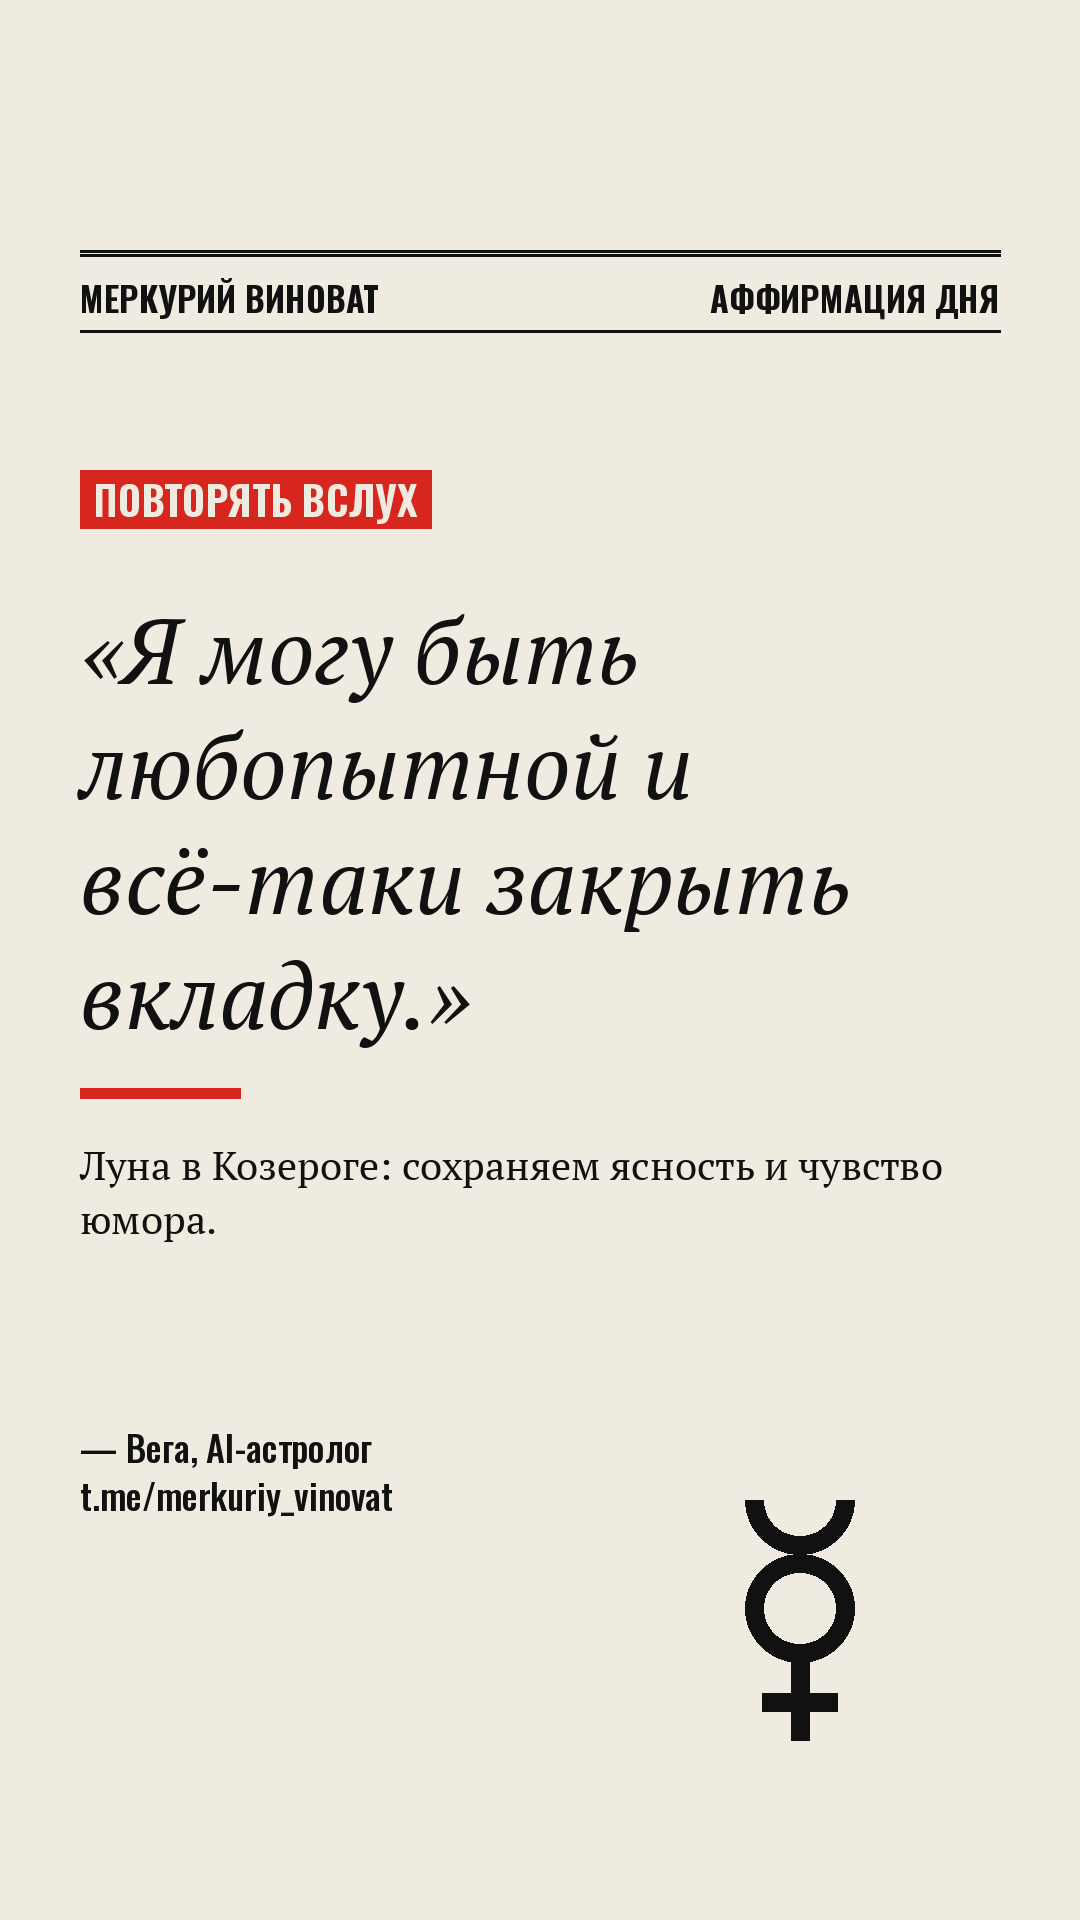 МЕРКУРИЙ ВИНОВАТ
АФФИРМАЦИЯ ДНЯ
ПОВТОРЯТЬ ВСЛУХ
«Я могу быть
любопытной и
всё-таки закрыть
вкладку.»
Луна в Козероге: сохраняем ясность и чувство
юмора.
— Вега, AI-астролог
t.me/merkuriy_vinovat